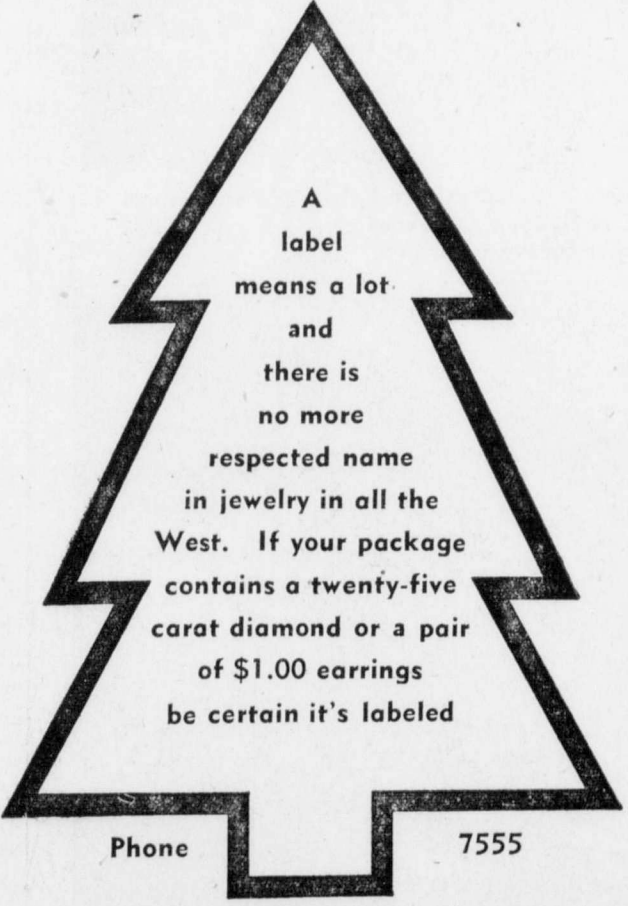 A
label
means a lot
and
there is
no more
respected name
in jewelry in all the
West. If your package
contains a twenty-five
carat diamond or a pair
of $1.00 earrings
be certain it's labeled
Phone 7555